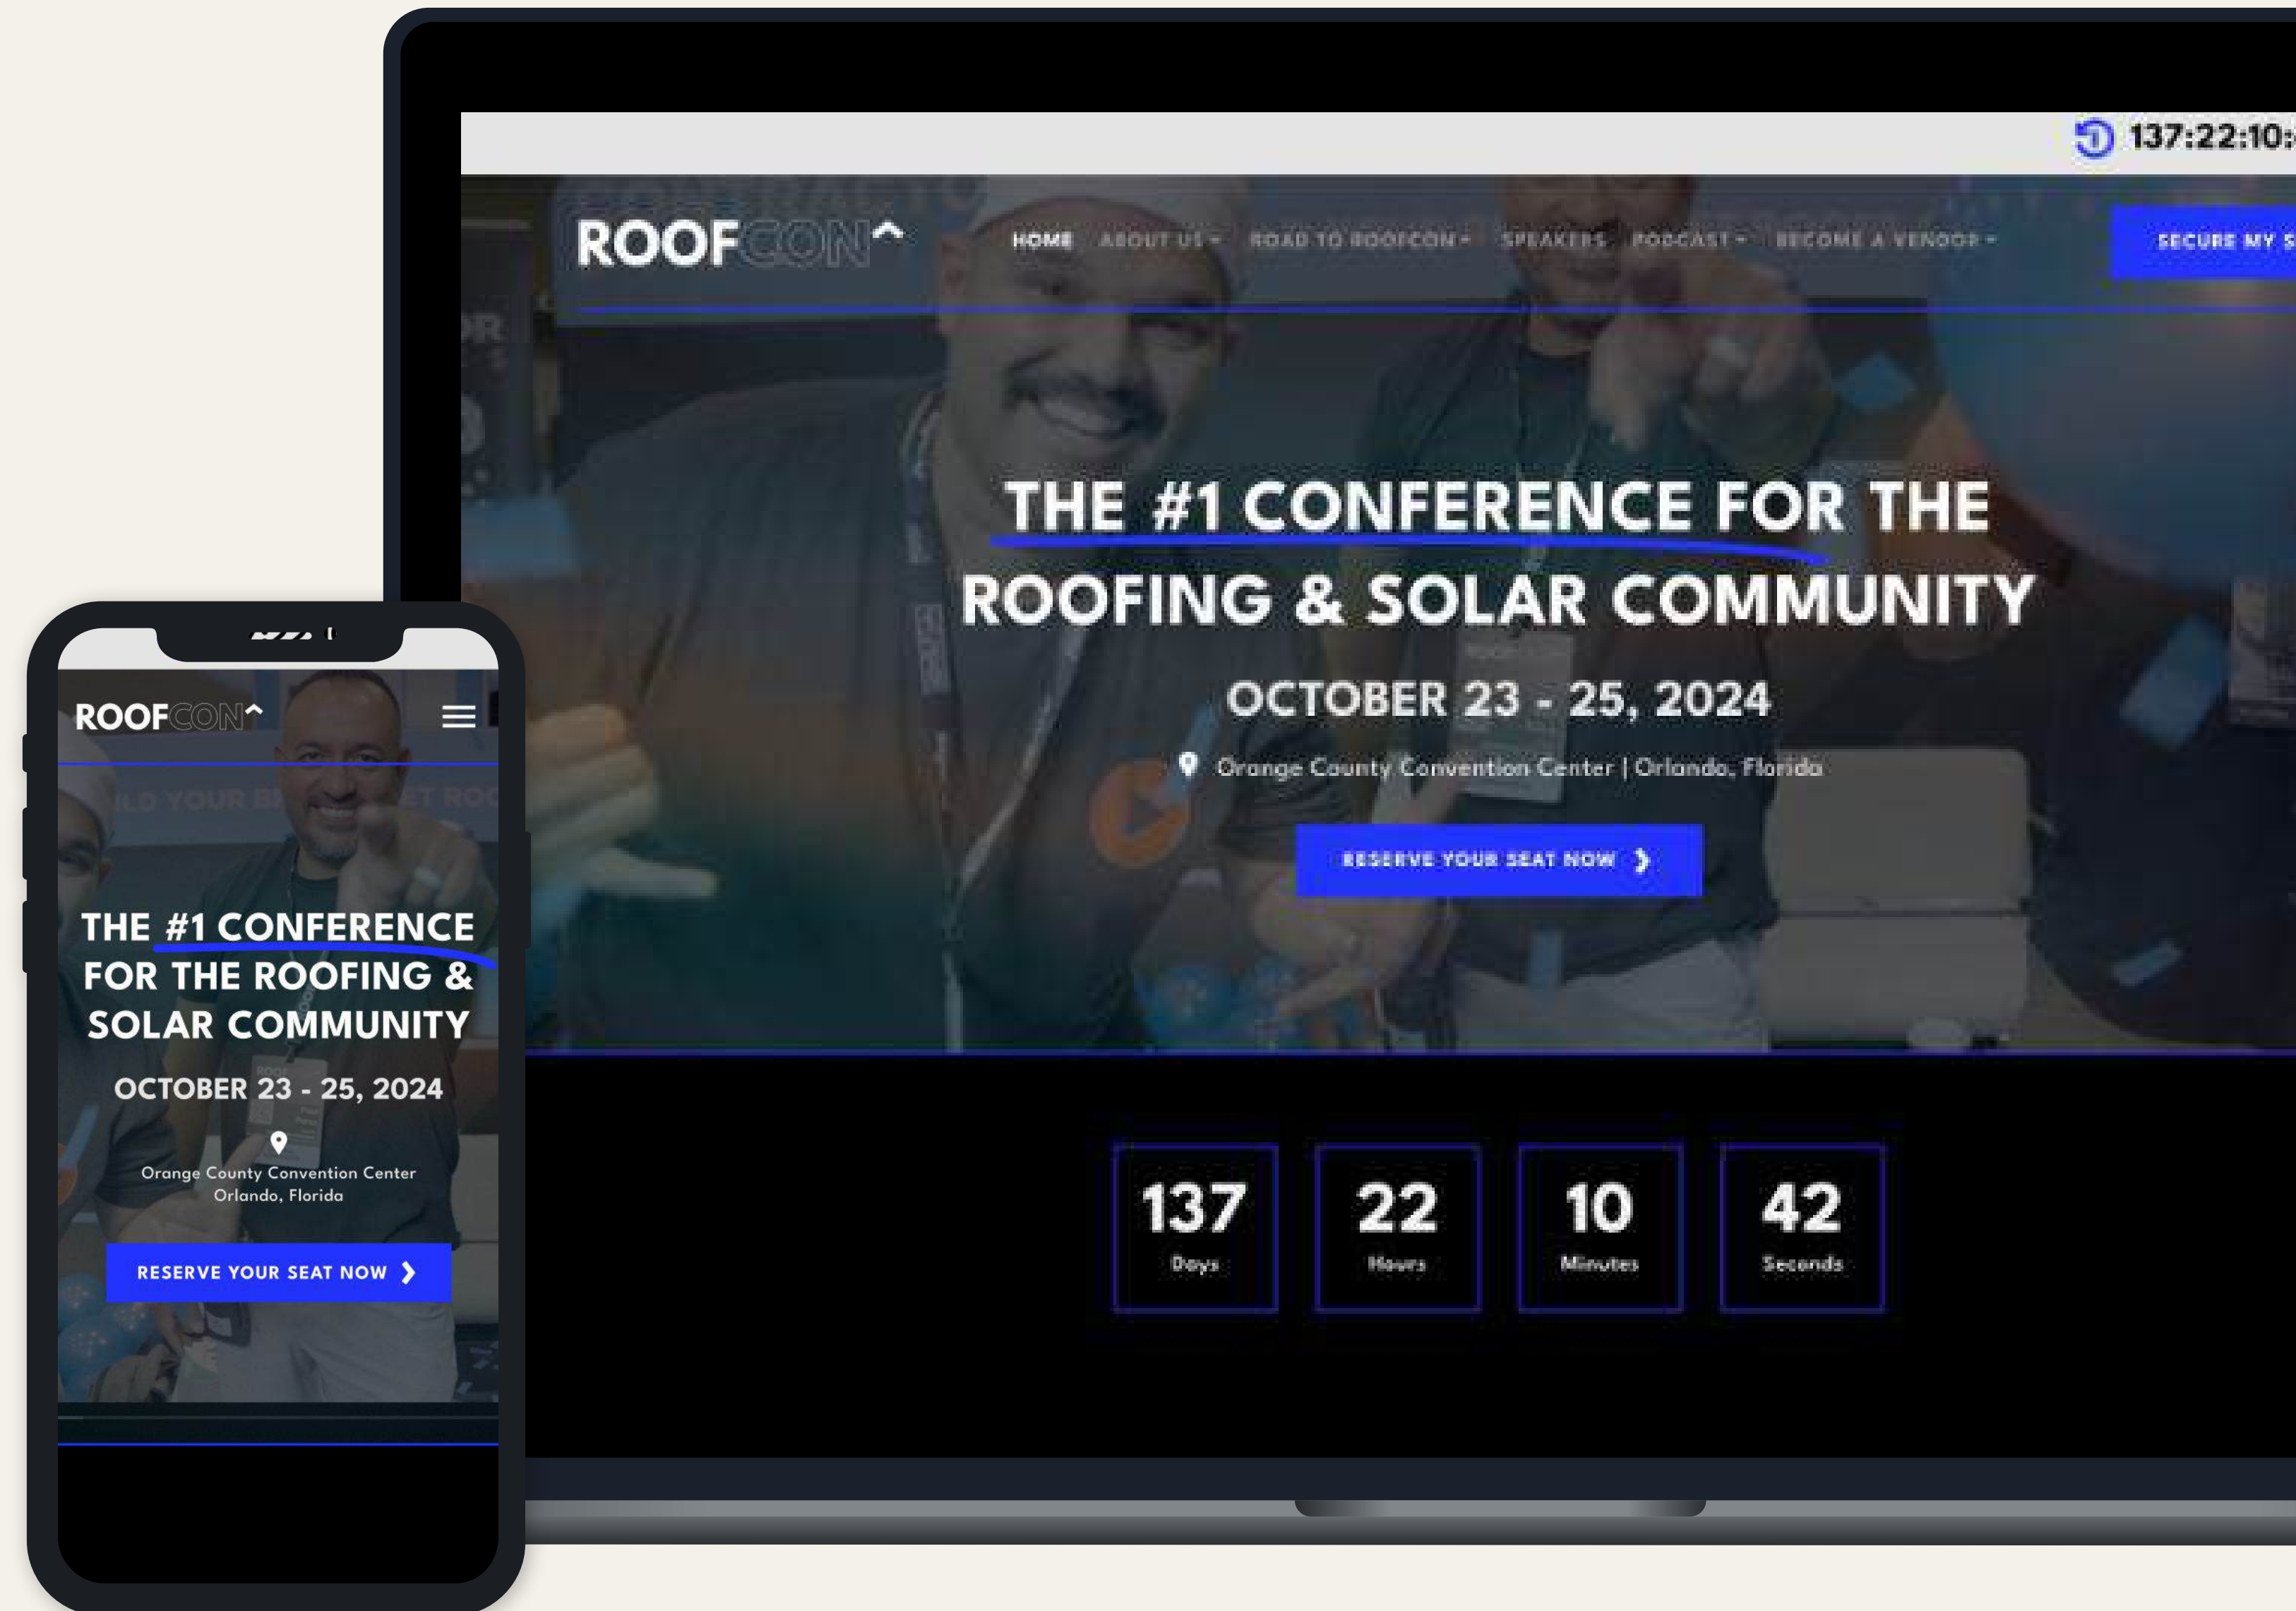 137:22:10:
ROOFCON^
HOME ABOUT US ROAD TO ROOFCON SPEAKERS PODCAST BECOME A VENDOR SECURE MY S
THE #1 CONFERENCE FOR THE
ROOFING & SOLAR COMMUNITY
OCTOBER 23 - 25, 2024
Orange County Convention Center | Orlando, Florida
RESERVE YOUR SEAT NOW
137 22 10 42
Days Hours Minutes Seconds
ROOFCON^
THE #1 CONFERENCE
FOR THE ROOFING &
SOLAR COMMUNITY
OCTOBER 23 - 25, 2024
Orange County Convention Center
Orlando, Florida
RESERVE YOUR SEAT NOW